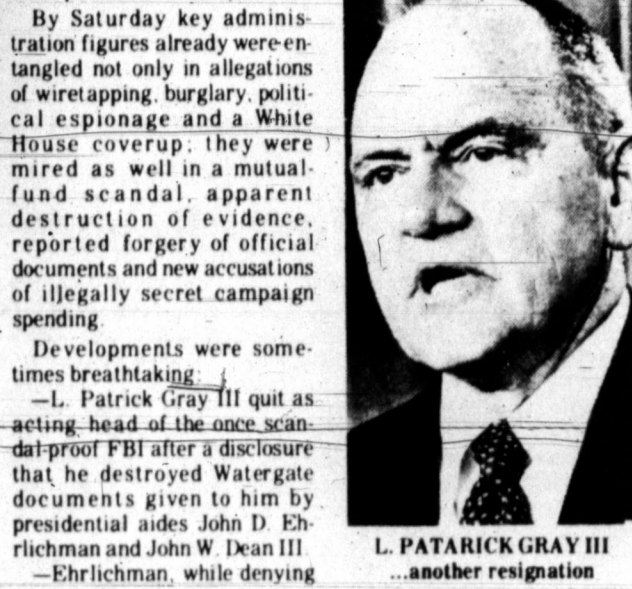 By Saturday key adminis-
tration figures already were en-
tangled not only in allegations
of wiretapping, burglary, politi-
cal espionage and a White
House coverup; they were
mired as well in a mutual-
fund scandal, apparent
destruction of evidence,
reported forgery of official
documents and new accusations
of illegally secret campaign
spending.
Developments were some-
times breathtaking:
—L. Patrick Gray III quit as
acting head of the once scan-
dal-proof FBI after a disclosure
that he destroyed Watergate
documents given to him by
presidential aides John D. Eh-
rlichman and John W. Dean III.
—Ehrlichman, while denying
L. PATARICK GRAY III
...another resignation